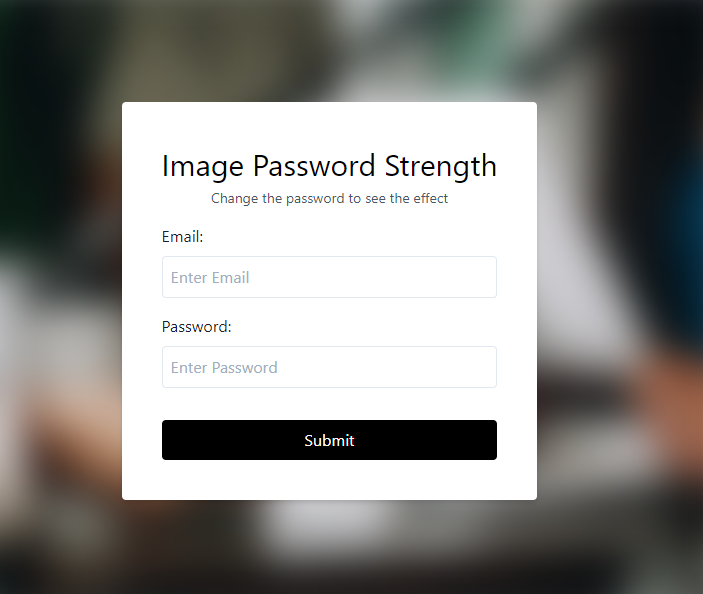 Image Password Strength
Change the password to see the effect
Email:
Enter Email
Password:
Enter Password
Submit